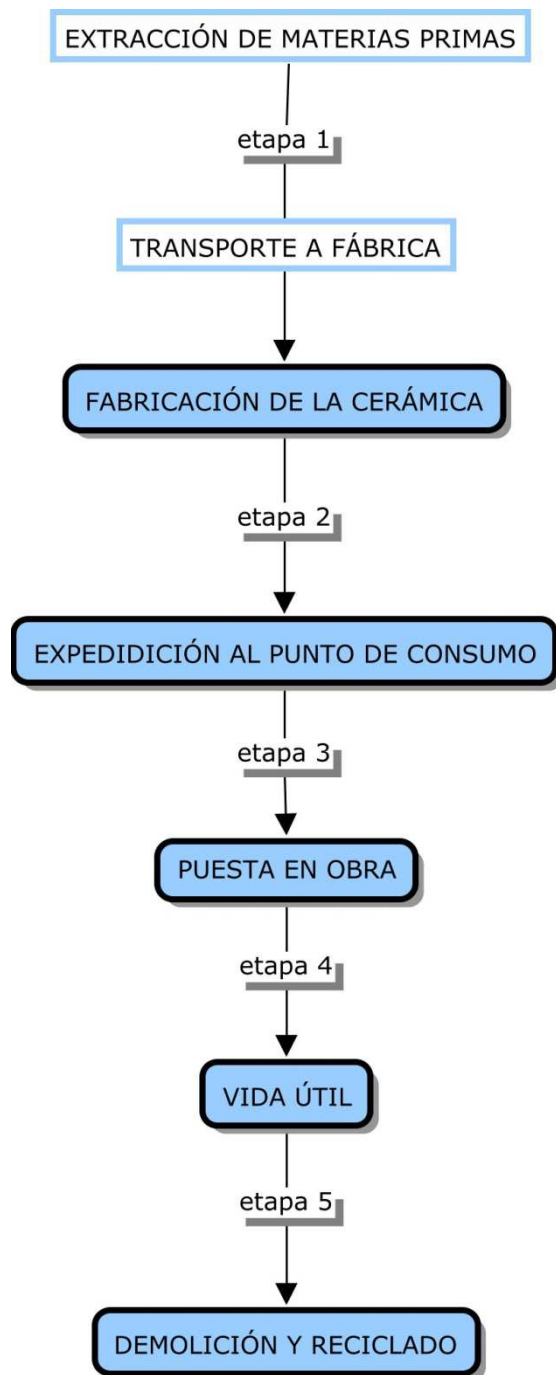 EXTRACCIÓN DE MATERIAS PRIMAS
etapa 1
TRANSPORTE A FÁBRICA
FABRICACIÓN DE LA CERÁMICA
etapa 2
EXPEDIDICIÓN AL PUNTO DE CONSUMO
etapa 3
PUESTA EN OBRA
etapa 4
VIDA ÚTIL
etapa 5
DEMOLICIÓN Y RECICLADO